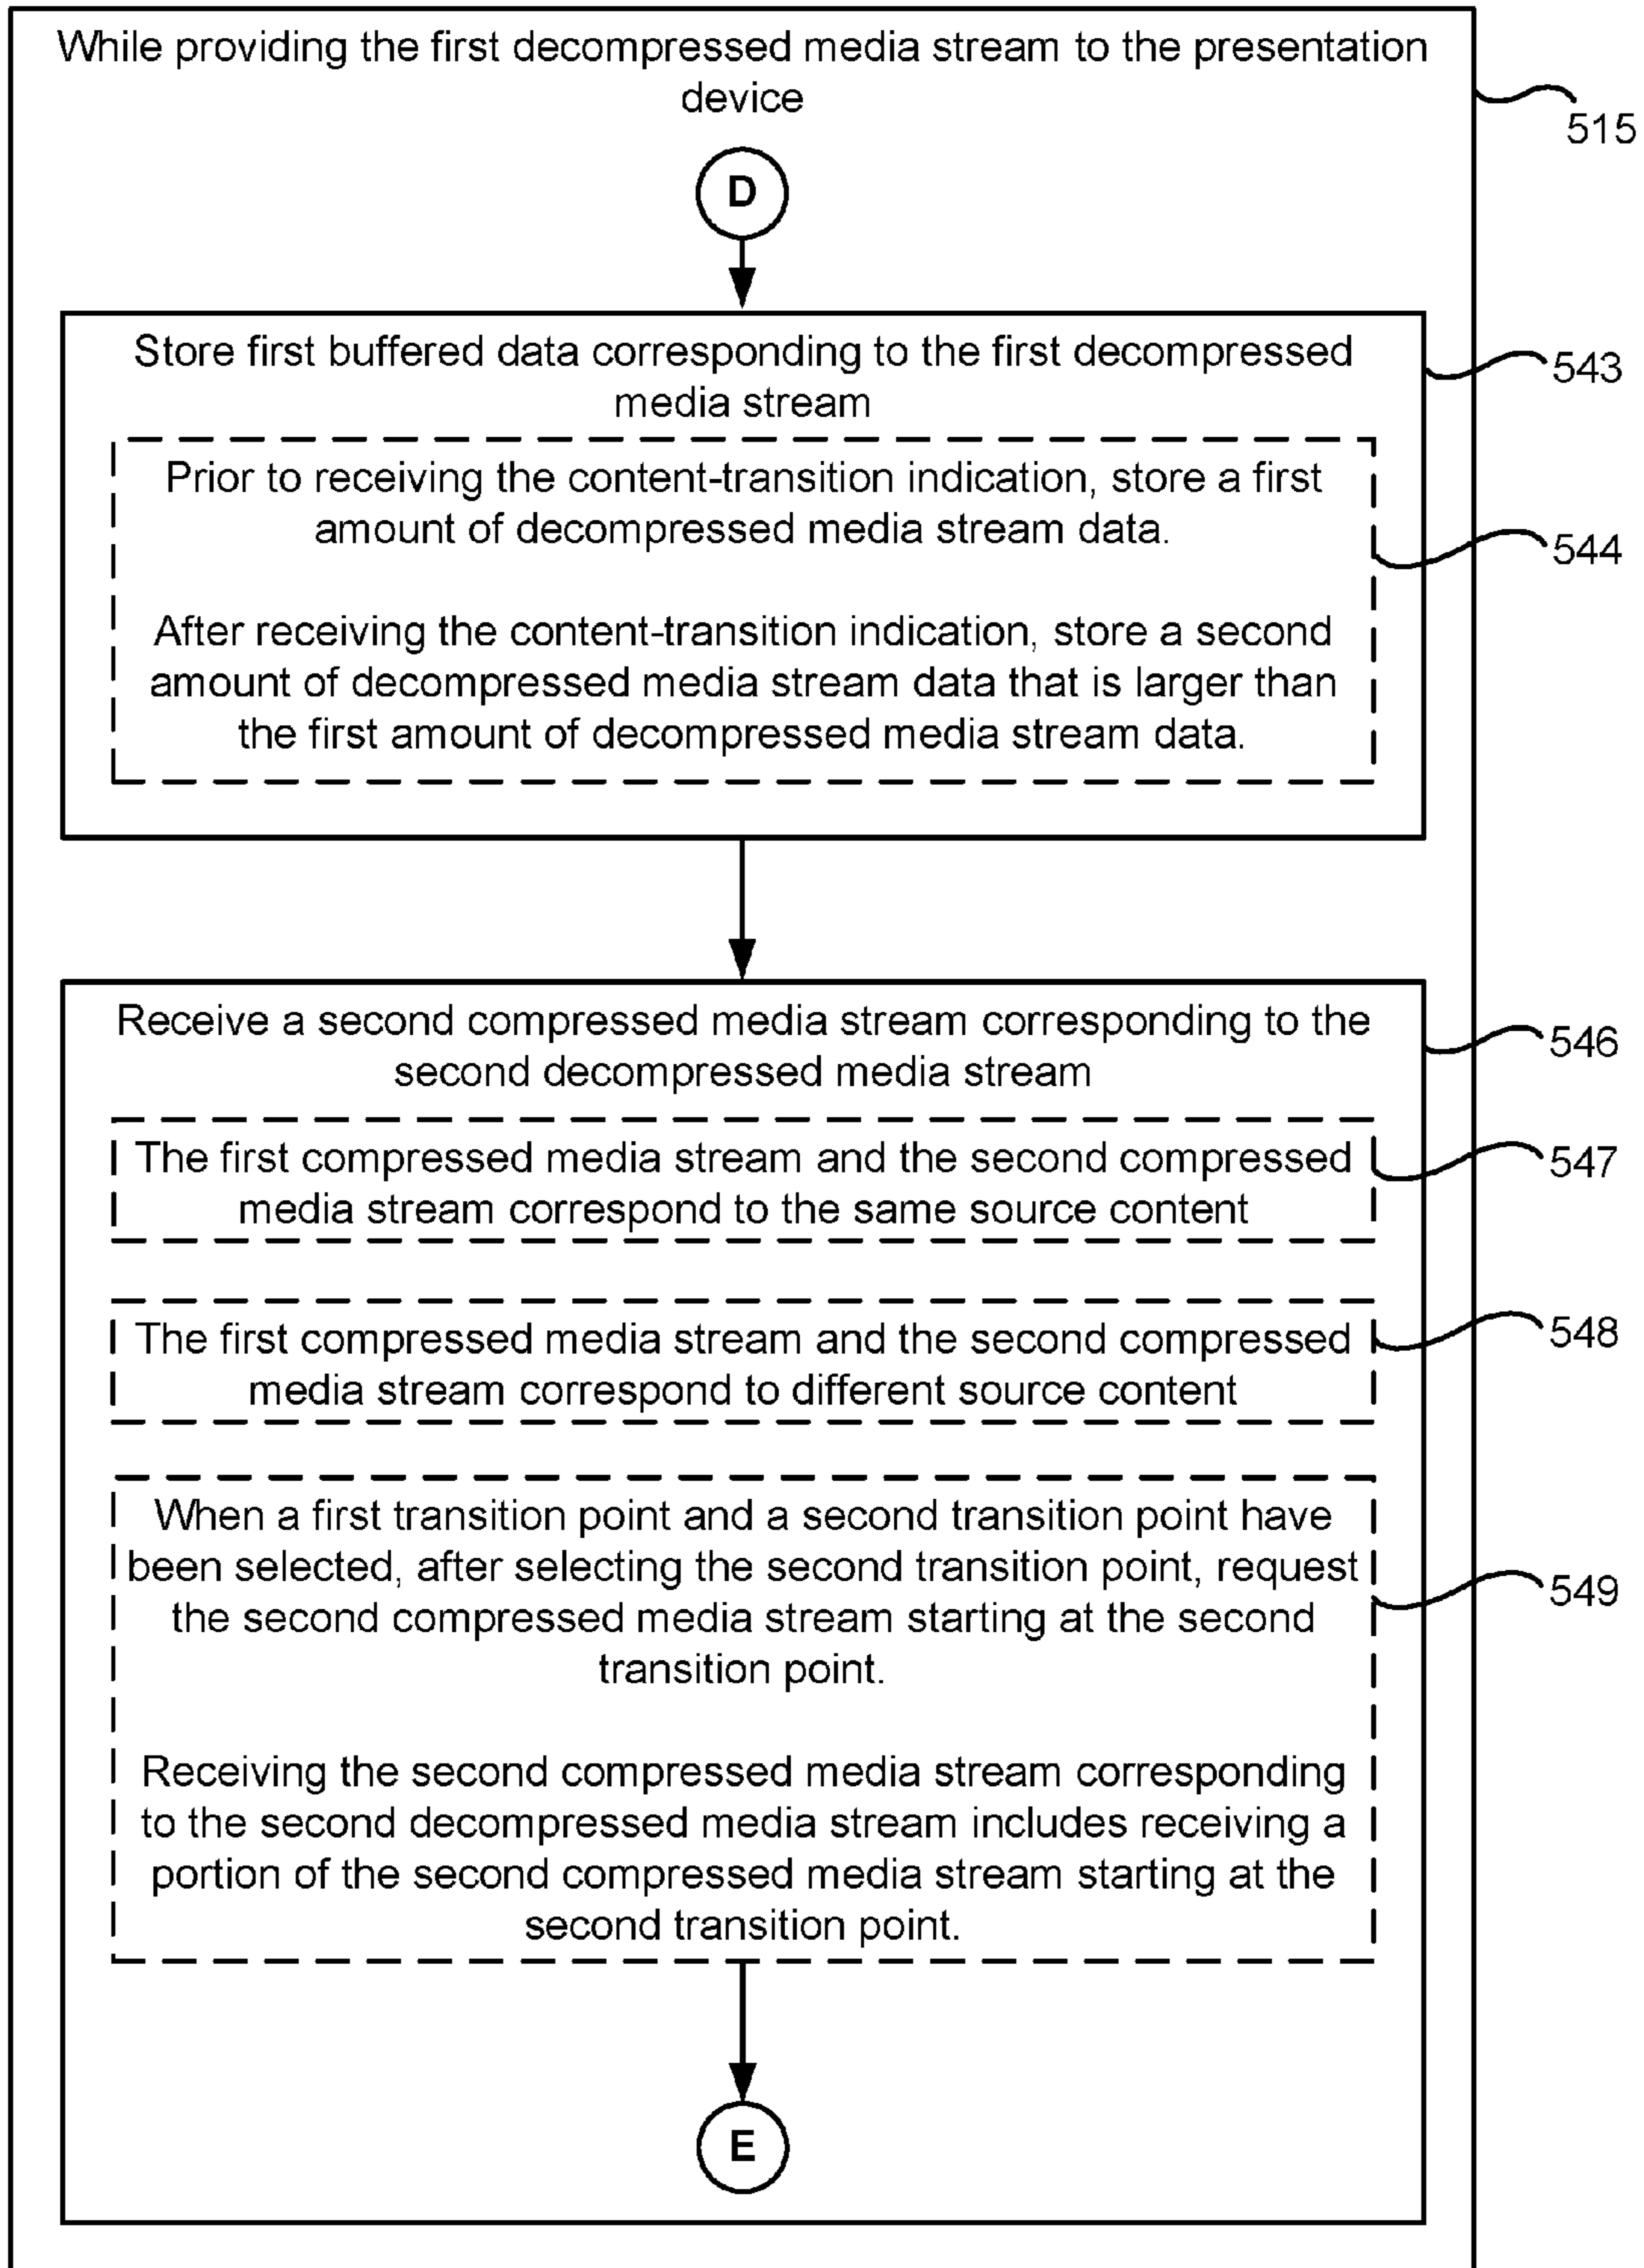 While providing the first decompressed media stream to the presentation
device
515
D
Store first buffered data corresponding to the first decompressed
media stream
543
Prior to receiving the content-transition indication, store a first
amount of decompressed media stream data.
544
After receiving the content-transition indication, store a second
amount of decompressed media stream data that is larger than
the first amount of decompressed media stream data.
Receive a second compressed media stream corresponding to the
second decompressed media stream
546
The first compressed media stream and the second compressed
media stream correspond to the same source content
547
The first compressed media stream and the second compressed
media stream correspond to different source content
548
When a first transition point and a second transition point have
been selected, after selecting the second transition point, request
the second compressed media stream starting at the second
transition point.
549
Receiving the second compressed media stream corresponding
to the second decompressed media stream includes receiving a
portion of the second compressed media stream starting at the
second transition point.
E